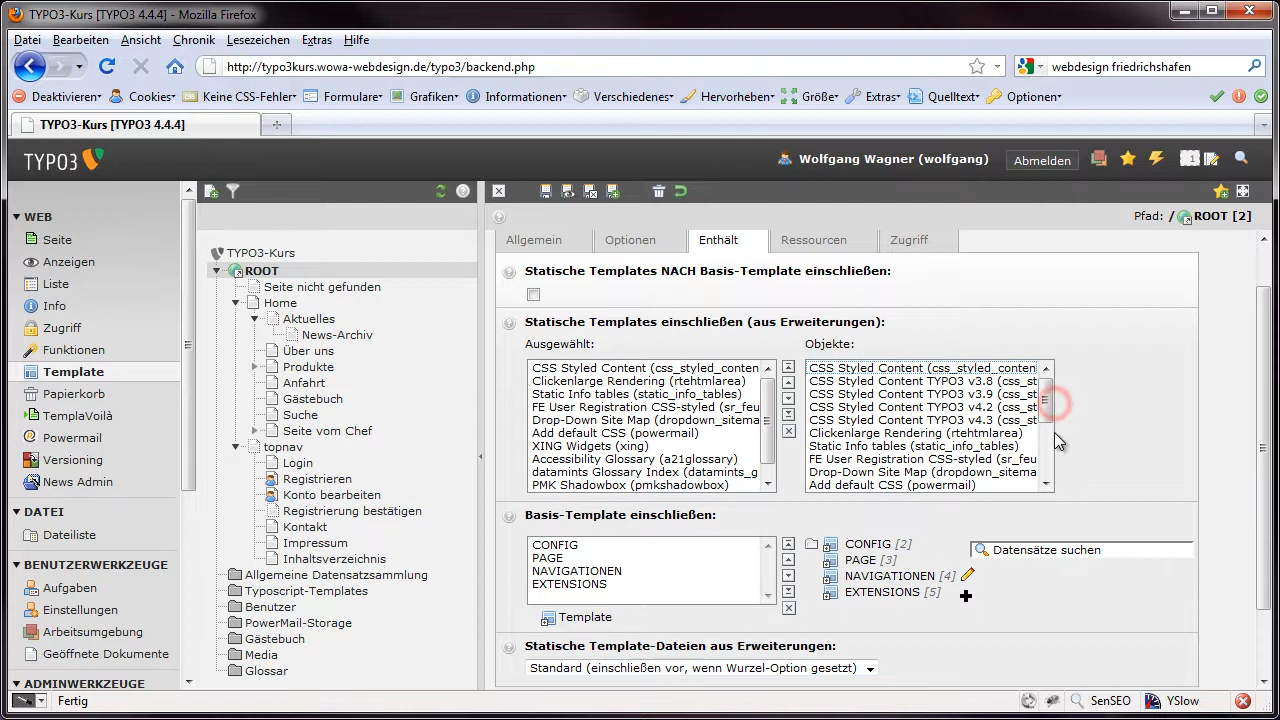 TYPO3-Kurs [TYPO3 4.4.4] - Mozilla Firefox
Datei Bearbeiten Ansicht Chronik Lesezeichen Extras Hilfe
http://typo3kurs.wowa-webdesign.de/typo3/backend.php
webdesign friedrichshafen
Deaktivieren Cookies Keine CSS-Fehler Formulare Grafiken Informationen Verschiedenes Hervorheben Größe Extras Quelltext Optionen
TYPO3-Kurs [TYPO3 4.4.4]
TYPO3
Wolfgang Wagner (wolfgang)
Abmelden
1
WEB
Seite
Anzeigen
Liste
Info
Zugriff
Funktionen
Template
Papierkorb
TemplaVoilà
Powermail
Versioning
News Admin
DATEI
Dateiliste
BENUTZERWERKZEUGE
Aufgaben
Einstellungen
Arbeitsumgebung
Geöffnete Dokumente
ADMINWERKZEUGE
TYPO3-Kurs
ROOT
Seite nicht gefunden
Home
Aktuelles
News-Archiv
Über uns
Produkte
Anfahrt
Gästebuch
Suche
Seite vom Chef
topnav
Login
Registrieren
Konto bearbeiten
Registrierung bestätigen
Kontakt
Impressum
Inhaltsverzeichnis
Allgemeine Datensatzsammlung
Typoscript-Templates
Benutzer
PowerMail-Storage
Gästebuch
Media
Glossar
Pfad: / ROOT [2]
Allgemein Optionen Enthält Ressourcen Zugriff
Statische Templates NACH Basis-Template einschließen:
Statische Templates einschließen (aus Erweiterungen):
Ausgewählt:
CSS Styled Content (css_styled_conten
Clickenlarge Rendering (rtehtmlarea)
Static Info tables (static_info_tables)
FE User Registration CSS-styled (sr_feu
Drop-Down Site Map (dropdown_sitema
Add default CSS (powermail)
XING Widgets (xing)
Accessibility Glossary (a21glossary)
datamints Glossary Index (datamints_g
PMK Shadowbox (pmkshadowbox)
Objekte:
CSS Styled Content (css_styled_conten
CSS Styled Content TYPO3 v3.8 (css_st
CSS Styled Content TYPO3 v3.9 (css_st
CSS Styled Content TYPO3 v4.2 (css_st
CSS Styled Content TYPO3 v4.3 (css_st
Clickenlarge Rendering (rtehtmlarea)
Static Info tables (static_info_tables)
FE User Registration CSS-styled (sr_feu
Drop-Down Site Map (dropdown_sitema
Add default CSS (powermail)
Basis-Template einschließen:
CONFIG
PAGE
NAVIGATIONEN
EXTENSIONS
Template
CONFIG [2]
PAGE [3]
NAVIGATIONEN [4]
EXTENSIONS [5]
Datensätze suchen
Statische Template-Dateien aus Erweiterungen:
Standard (einschließen vor, wenn Wurzel-Option gesetzt)
Fertig
SenSEO
YSlow